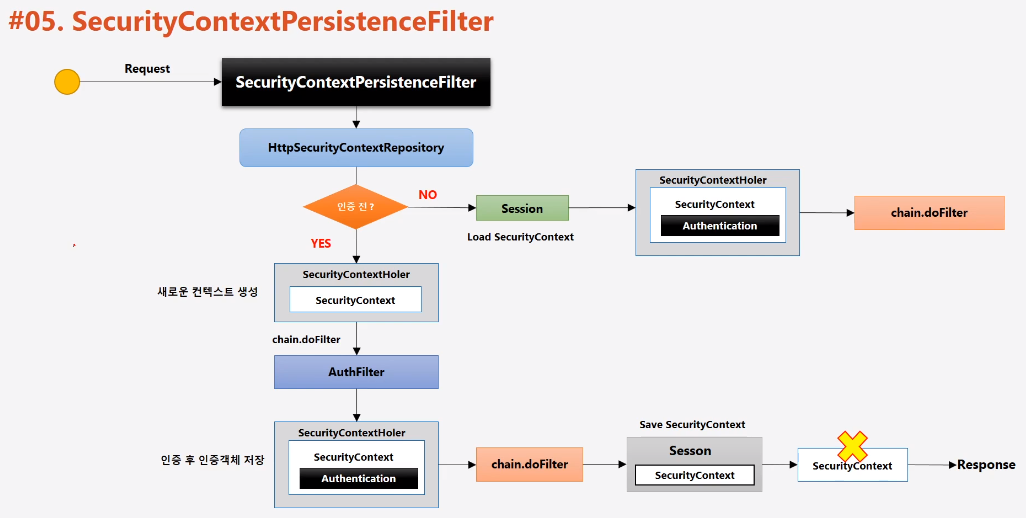 #05. SecurityContextPersistenceFilter
Request
SecurityContextPersistenceFilter
HttpSecurityContextRepository
인증 전 ?
NO
Session
Load SecurityContext
SecurityContextHoler
SecurityContext
Authentication
chain.doFilter
YES
새로운 컨텍스트 생성
SecurityContextHoler
SecurityContext
chain.doFilter
AuthFilter
인증 후 인증객체 저장
SecurityContextHoler
SecurityContext
Authentication
chain.doFilter
Save SecurityContext
Sesson
SecurityContext
SecurityContext
Response